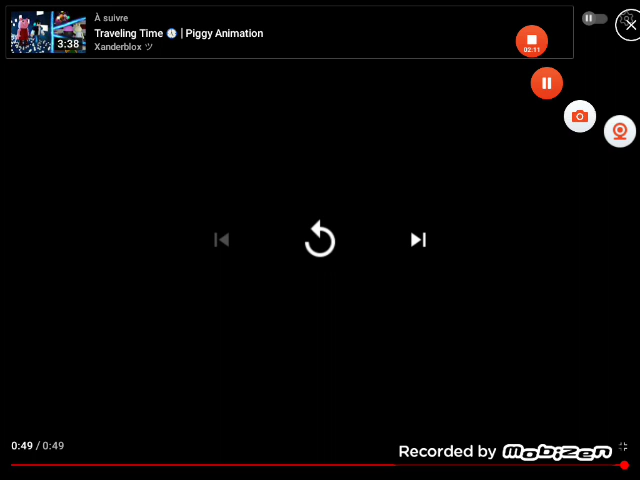 À suivre
Traveling Time 🕔 | Piggy Animation
Xanderblox ツ
3:38
02:11
0:49 / 0:49
Recorded by Mobizen